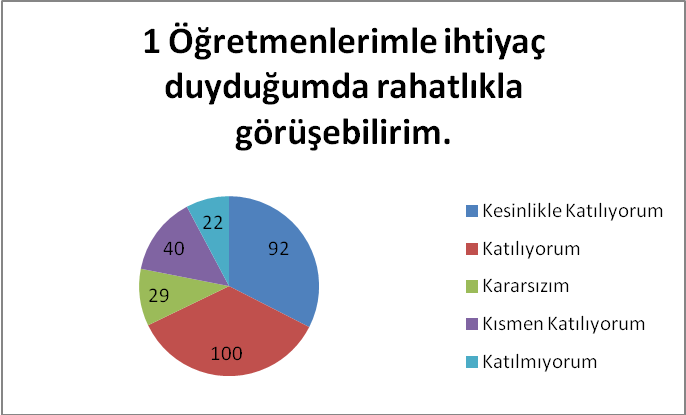 1 Öğretmenlerimle ihtiyaç
duyduğumda rahatlıkla
görüşebilirim.
22
92
40
29
100
Kesinlikle Katılıyorum
Katılıyorum
Kararsızım
Kısmen Katılıyorum
Katılmıyorum